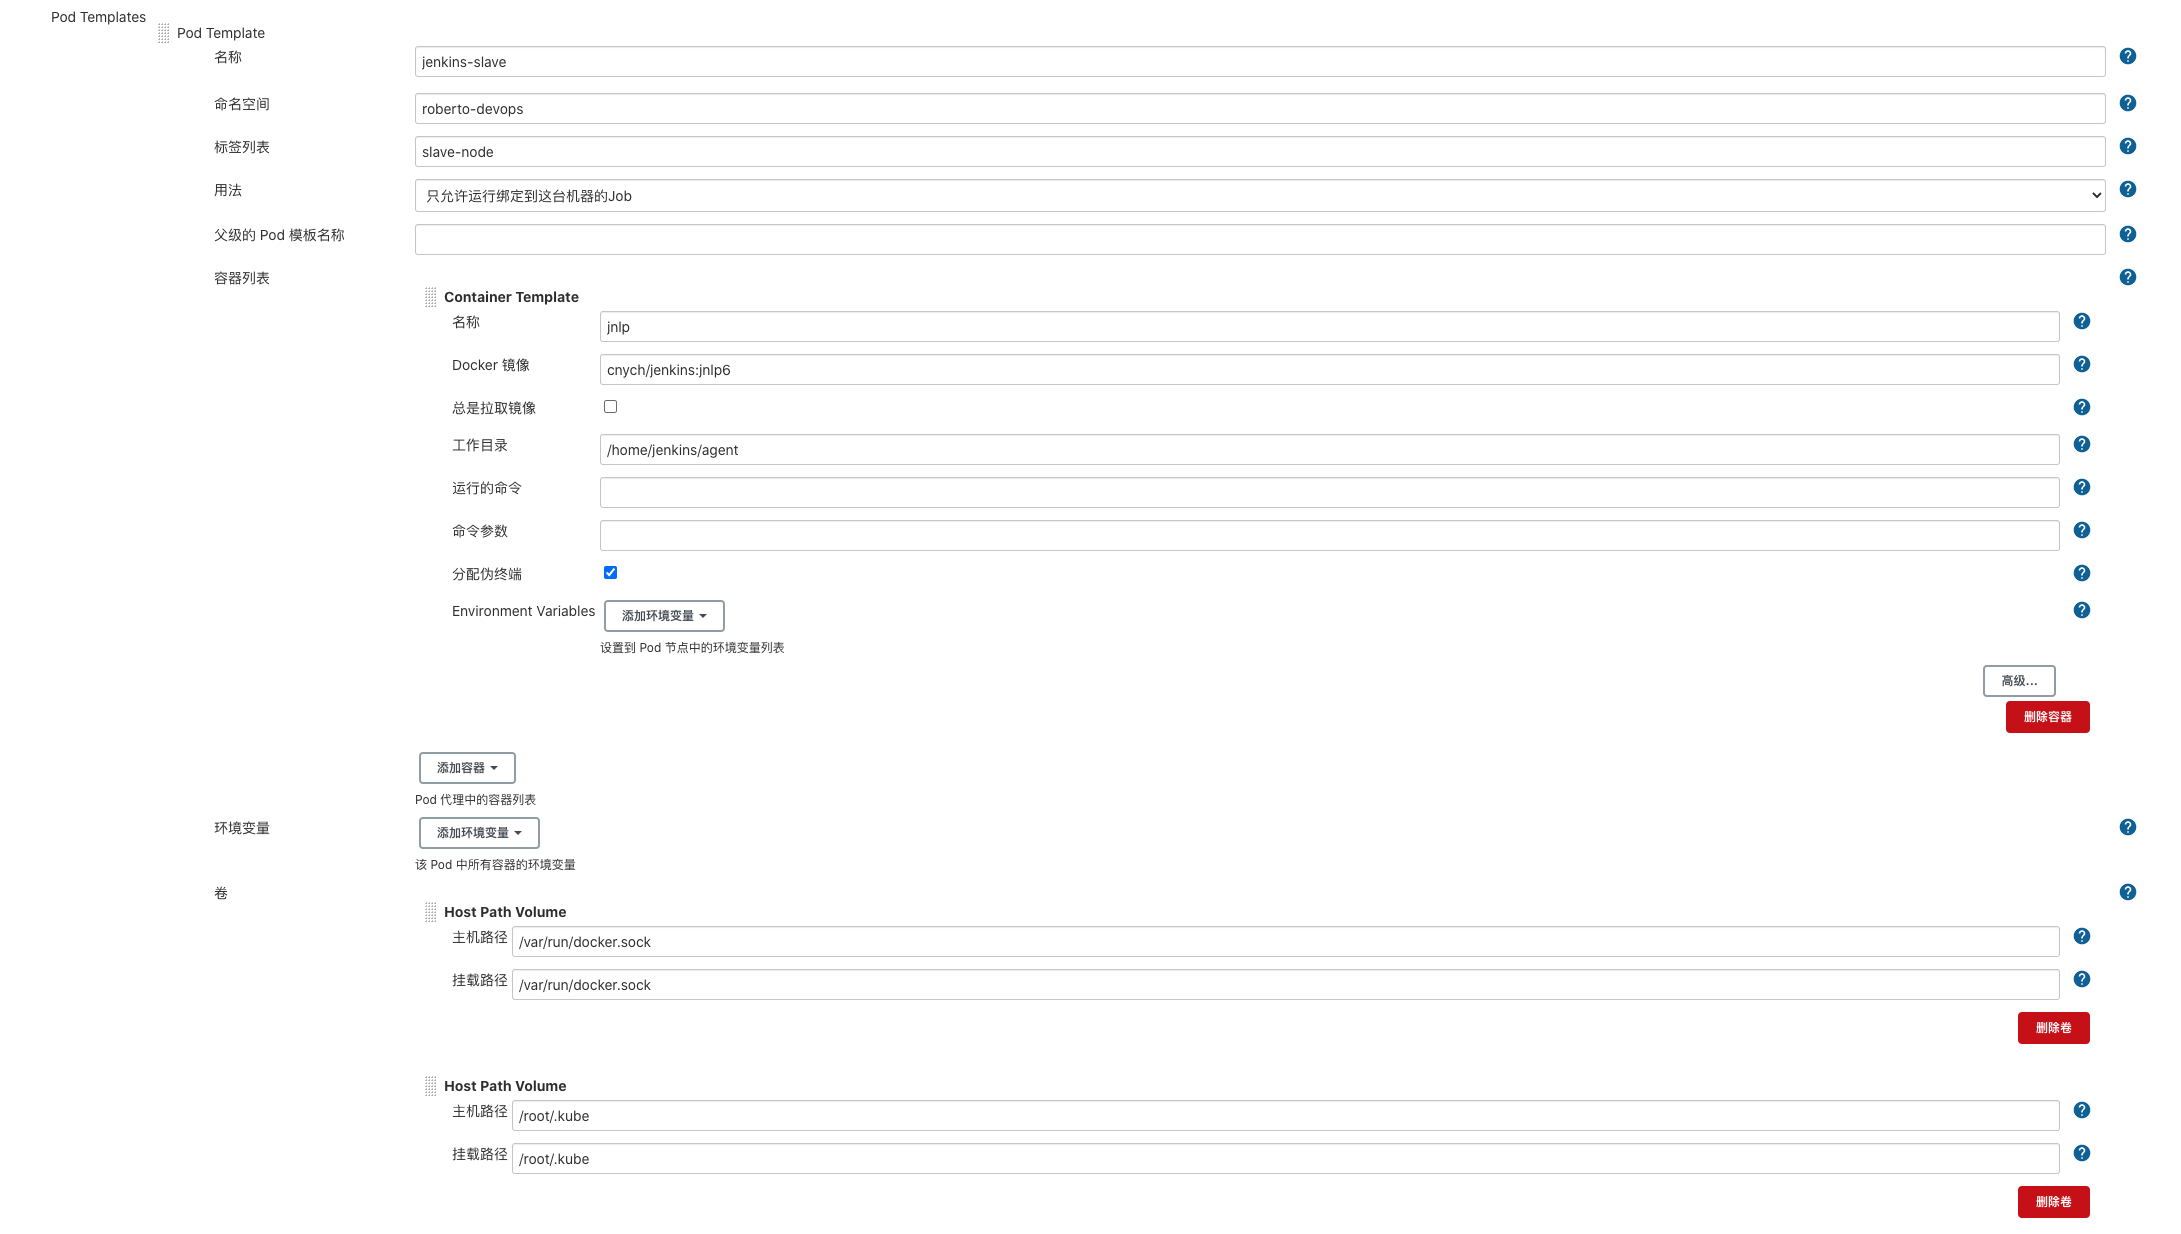 Pod Templates
Pod Template
名称
jenkins-slave
命名空间
roberto-devops
标签列表
slave-node
用法
只允许运行绑定到这台机器的Job
父级的 Pod 模板名称
容器列表
Container Template
名称
jnlp
Docker 镜像
cnych/jenkins:jnlp6
总是拉取镜像
工作目录
/home/jenkins/agent
运行的命令
命令参数
分配伪终端
Environment Variables
添加环境变量
设置到 Pod 节点中的环境变量列表
高级...
删除容器
添加容器
Pod 代理中的容器列表
环境变量
添加环境变量
该 Pod 中所有容器的环境变量
卷
Host Path Volume
主机路径
/var/run/docker.sock
挂载路径
/var/run/docker.sock
删除卷
Host Path Volume
主机路径
/root/.kube
挂载路径
/root/.kube
删除卷